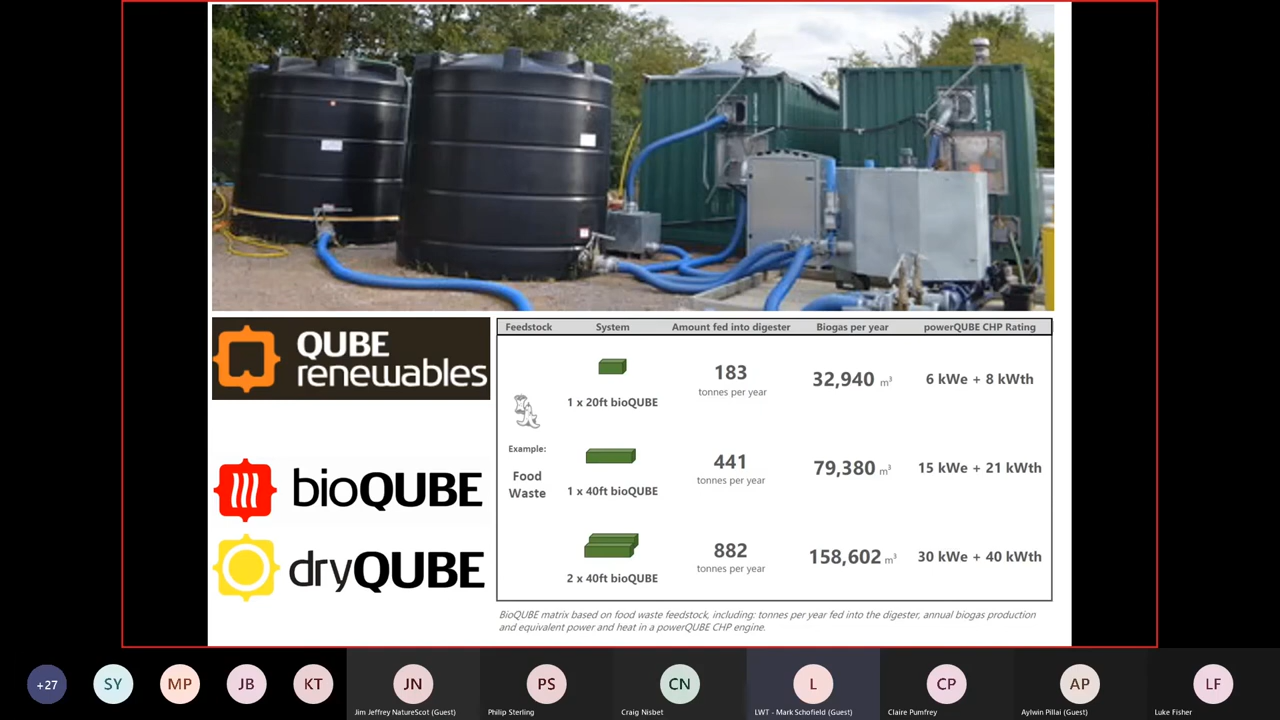 QUBE
renewables
bioQUBE
dryQUBE
Feedstock System Amount fed into digester Biogas per year powerQUBE CHP Rating
183
tonnes per year
32,940 m³
6 kWe + 8 kWth
1 x 20ft bioQUBE
Example:
Food
Waste
441
tonnes per year
79,380 m³
15 kWe + 21 kWth
1 x 40ft bioQUBE
882
tonnes per year
158,602 m³
30 kWe + 40 kWth
2 x 40ft bioQUBE
BioQUBE matrix based on food waste feedstock, including: tonnes per year fed into the digester, annual biogas production
and equivalent power and heat in a powerQUBE CHP engine.
+27
SY
MP
JB
KT
JN
Jim Jeffrey NatureScot (Guest)
PS
Philip Sterling
CN
Craig Nisbet
L
LWT - Mark Schofield (Guest)
CP
Claire Pumfrey
AP
Aylwin Pillai (Guest)
LF
Luke Fisher